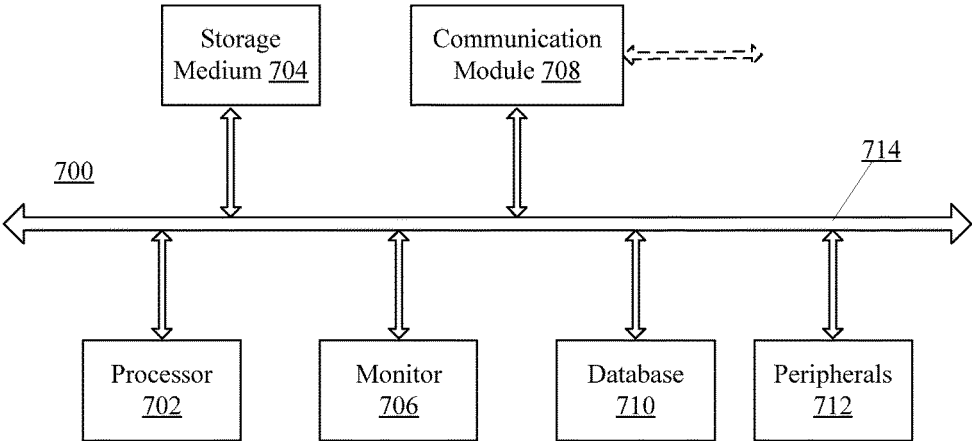 Storage
Medium 704
Communication
Module 708
700
714
Processor
702
Monitor
706
Database
710
Peripherals
712